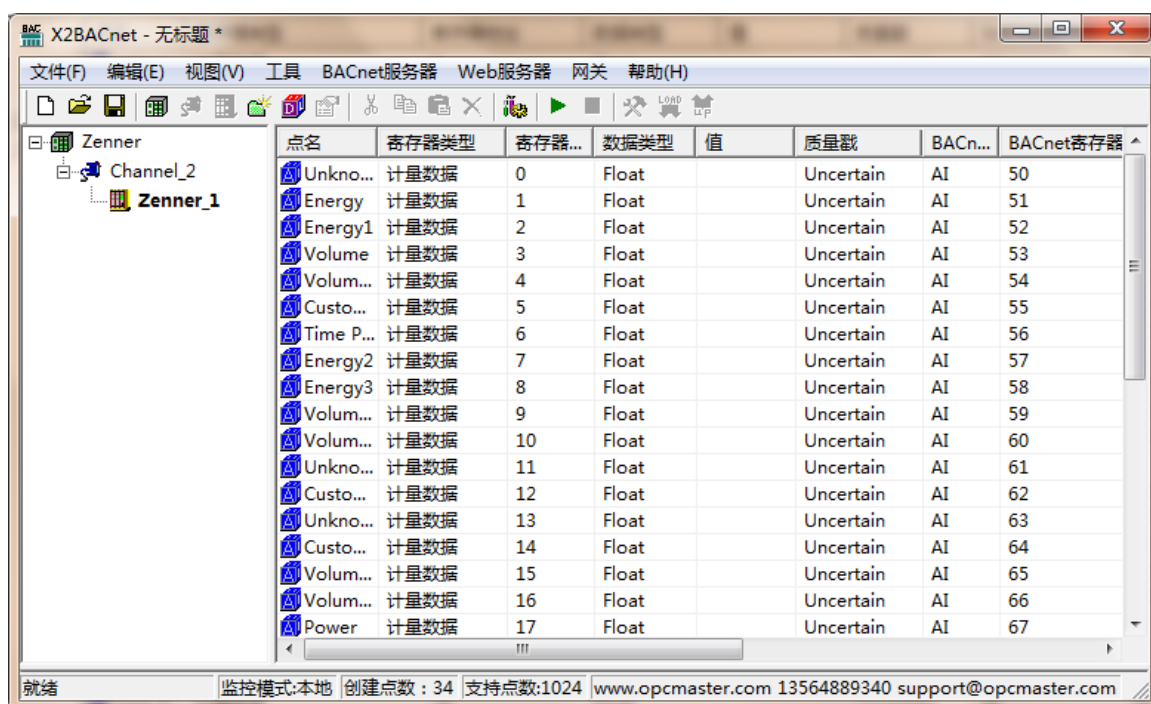 X2BACnet - 无标题 *
文件(F) 编辑(E) 视图(V) 工具 BACnet服务器 Web服务器 网关 帮助(H)
Zenner
Channel_2
Zenner_1
点名 寄存器类型 寄存器... 数据类型 值 质量戳 BACn... BACnet寄存器
Unkno... 计量数据 0 Float Uncertain AI 50
Energy 计量数据 1 Float Uncertain AI 51
Energy1 计量数据 2 Float Uncertain AI 52
Volume 计量数据 3 Float Uncertain AI 53
Volum... 计量数据 4 Float Uncertain AI 54
Custo... 计量数据 5 Float Uncertain AI 55
Time P... 计量数据 6 Float Uncertain AI 56
Energy2 计量数据 7 Float Uncertain AI 57
Energy3 计量数据 8 Float Uncertain AI 58
Volum... 计量数据 9 Float Uncertain AI 59
Volum... 计量数据 10 Float Uncertain AI 60
Unkno... 计量数据 11 Float Uncertain AI 61
Custo... 计量数据 12 Float Uncertain AI 62
Unkno... 计量数据 13 Float Uncertain AI 63
Custo... 计量数据 14 Float Uncertain AI 64
Volum... 计量数据 15 Float Uncertain AI 65
Volum... 计量数据 16 Float Uncertain AI 66
Power 计量数据 17 Float Uncertain AI 67
就绪 监控模式:本地 创建点数：34 支持点数:1024 www.opcmaster.com 13564889340 support@opcmaster.com